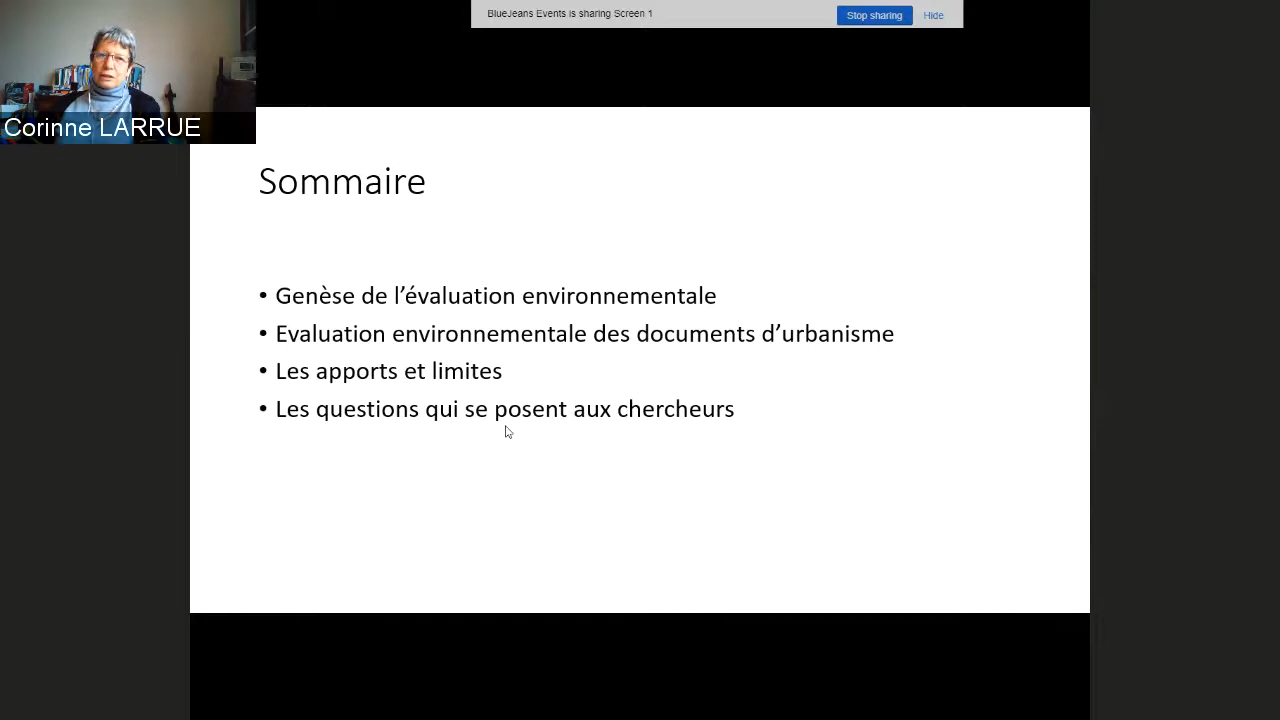 BlueJeans Events is sharing Screen 1
Stop sharing
Hide
Corinne LARRUE
Sommaire
• Genèse de l’évaluation environnementale
• Evaluation environnementale des documents d’urbanisme
• Les apports et limites
• Les questions qui se posent aux chercheurs